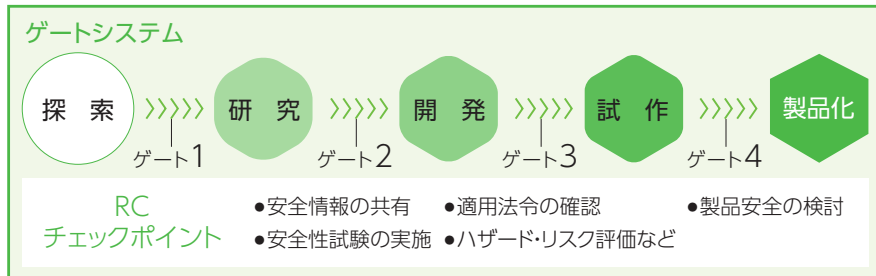 ゲートシステム
探 索
研 究
開 発
試 作
製品化
ゲート1
ゲート2
ゲート3
ゲート4
RC
チェックポイント
●安全情報の共有 ●適用法令の確認 ●製品安全の検討
●安全性試験の実施 ●ハザード・リスク評価など